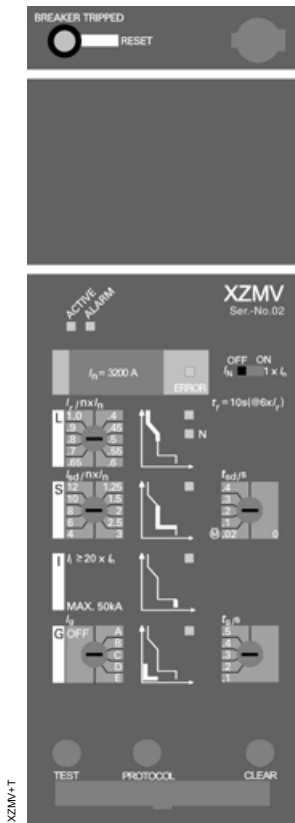 BREAKER TRIPPED
RESET
ACTIVE
ALARM
XZMV
Ser.-No.02
OFF ON
IN 1 x In
In = 3200 A
ERROR
tr =10s(@6xIr)
Ir/nxIn
L 1.0 .4
.9 .45
.8 .5
.7 .55
.65 .6
N
Isd/nxIn
S 12 1.25
10 1.5
8 2
6 2.5
4 3
tsd/s
.4
.3
.2
.1
M .02 0
I Ii ≥ 20 x In
MAX. 50kA
Ig
G OFF A
B
C
D
E
tg/s
.5
.4
.3
.2
.1
TEST PROTOCOL CLEAR
XZMV+T